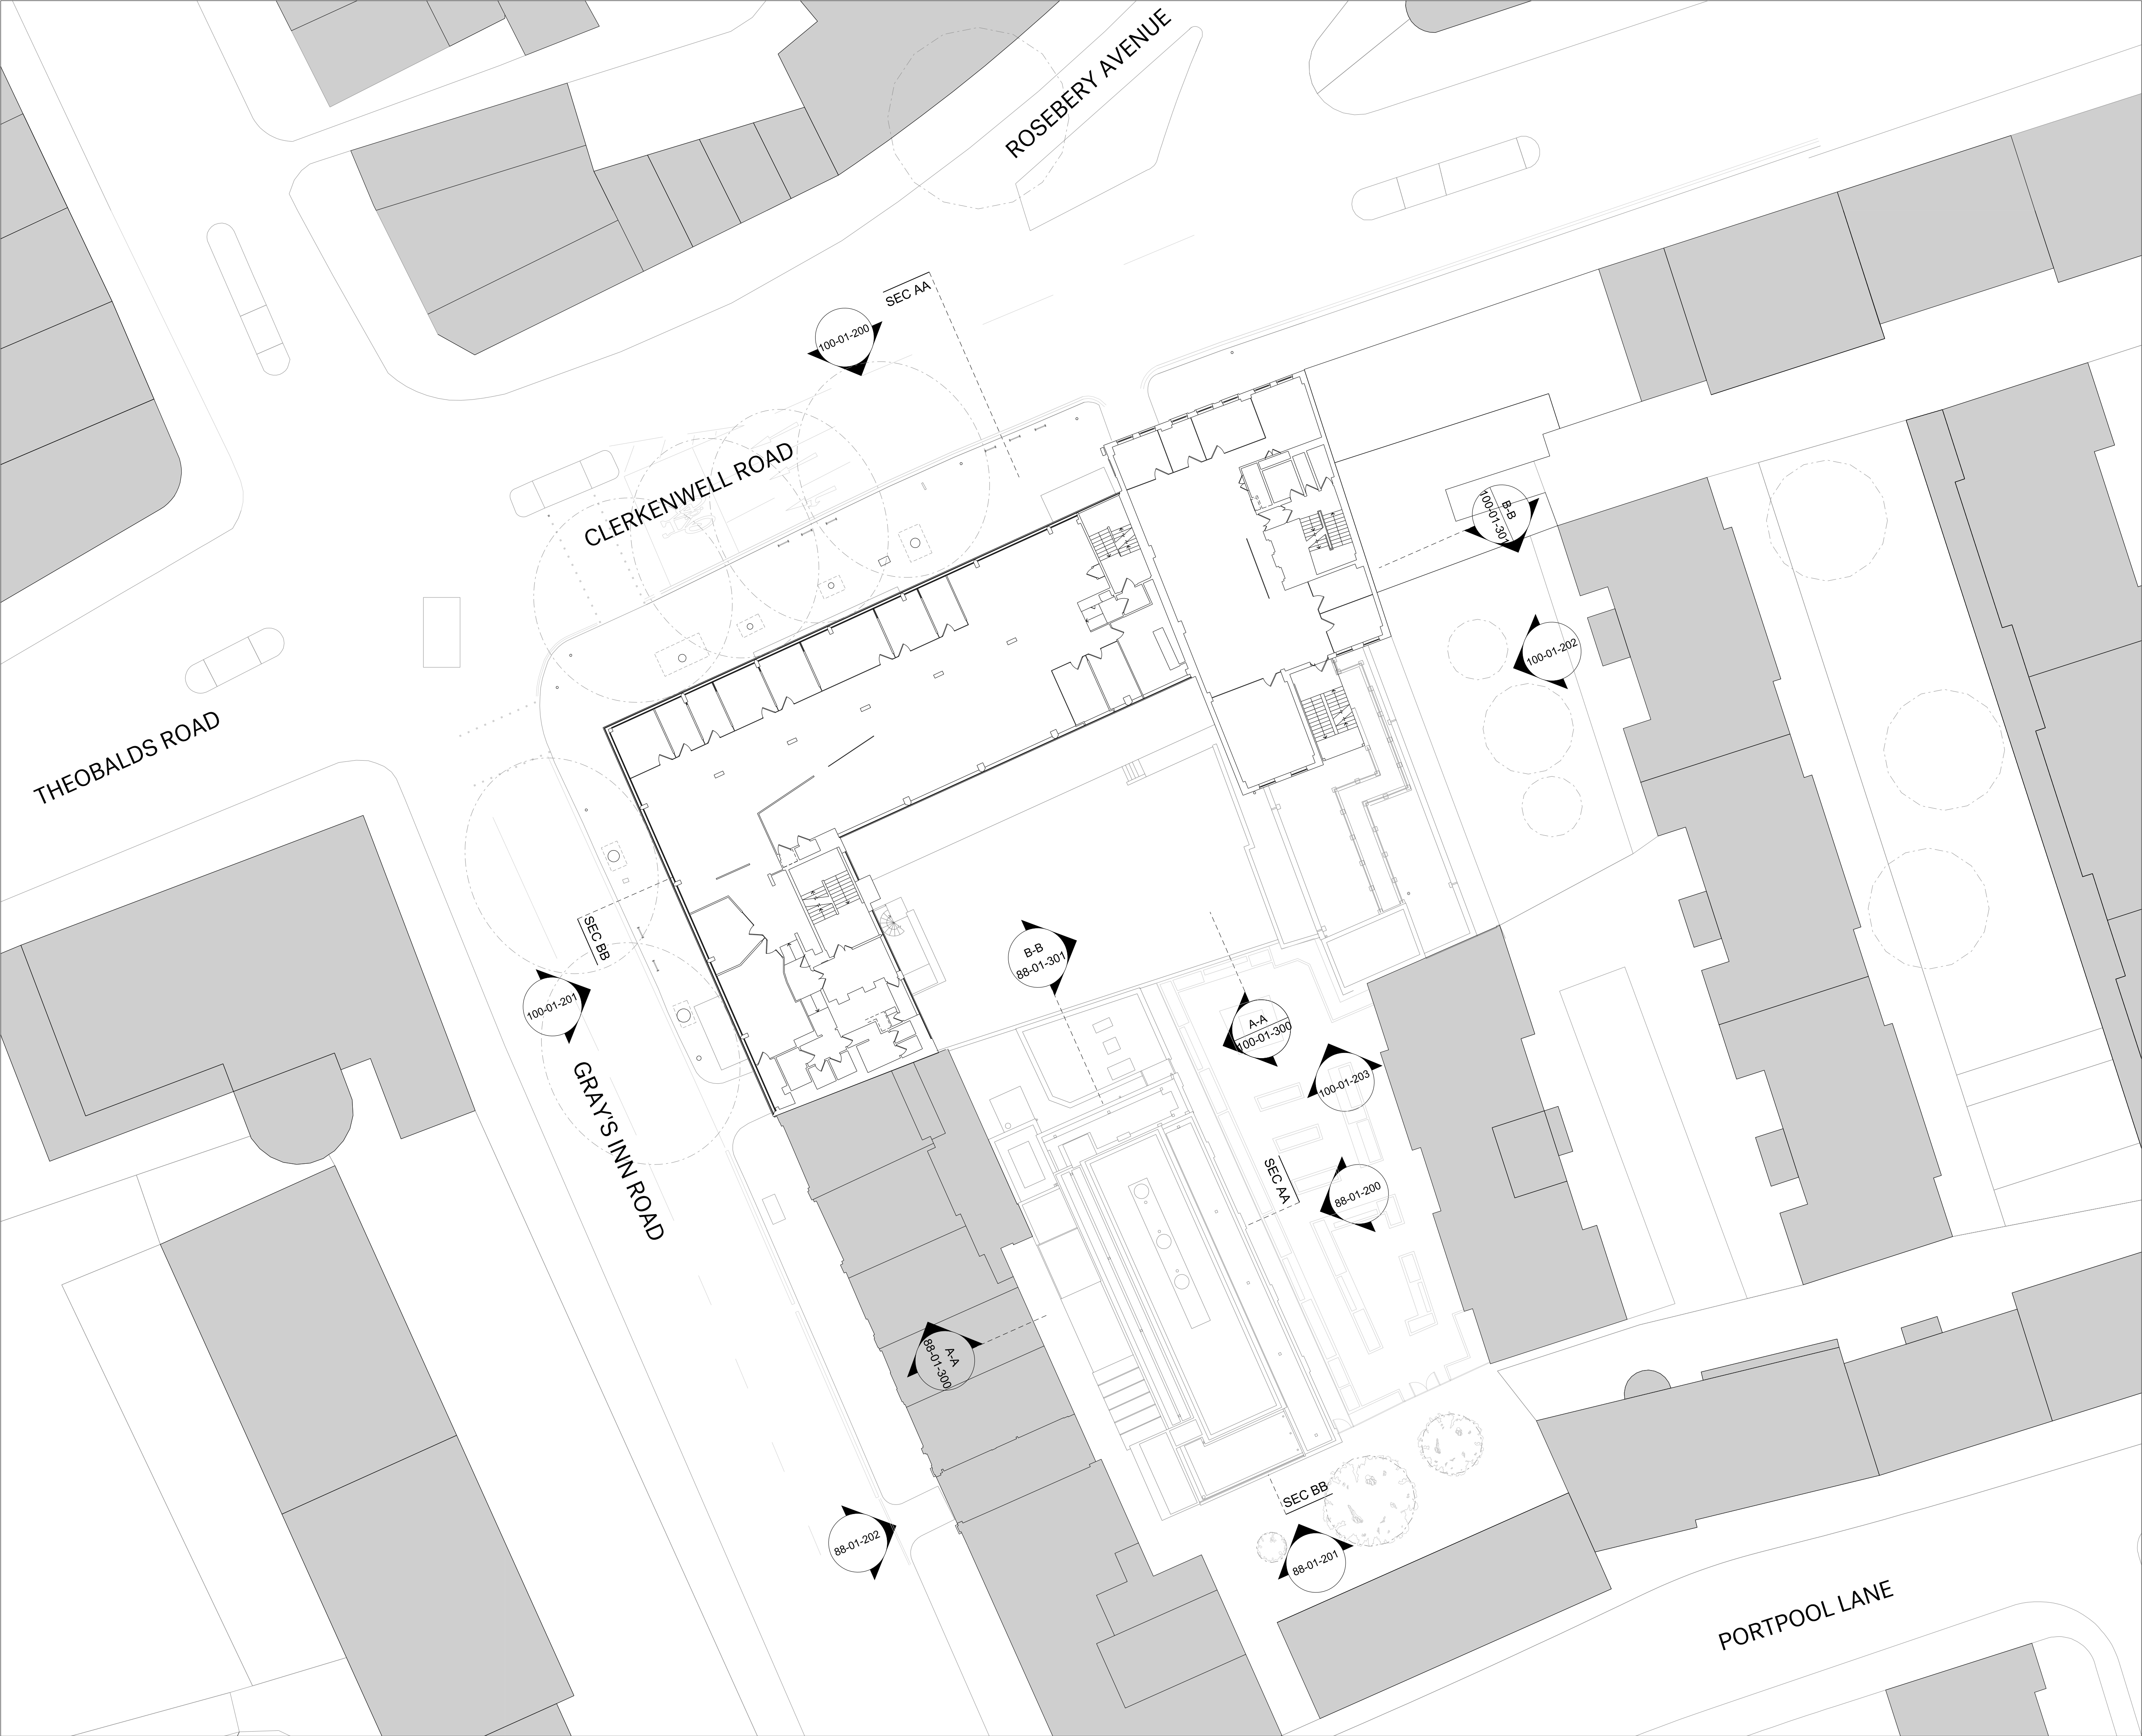 ROSEBERY AVENUE
SEC AA
100-01-200
CLERKENWELL ROAD
B-B
100-01-301
100-01-202
THEOBALDS ROAD
SEC BB
B-B
88-01-301
100-01-201
A-A
100-01-300
100-01-203
GRAY'S INN ROAD
SEC AA
88-01-200
A-A
88-01-300
SEC BB
88-01-202
88-01-201
PORTPOOL LANE